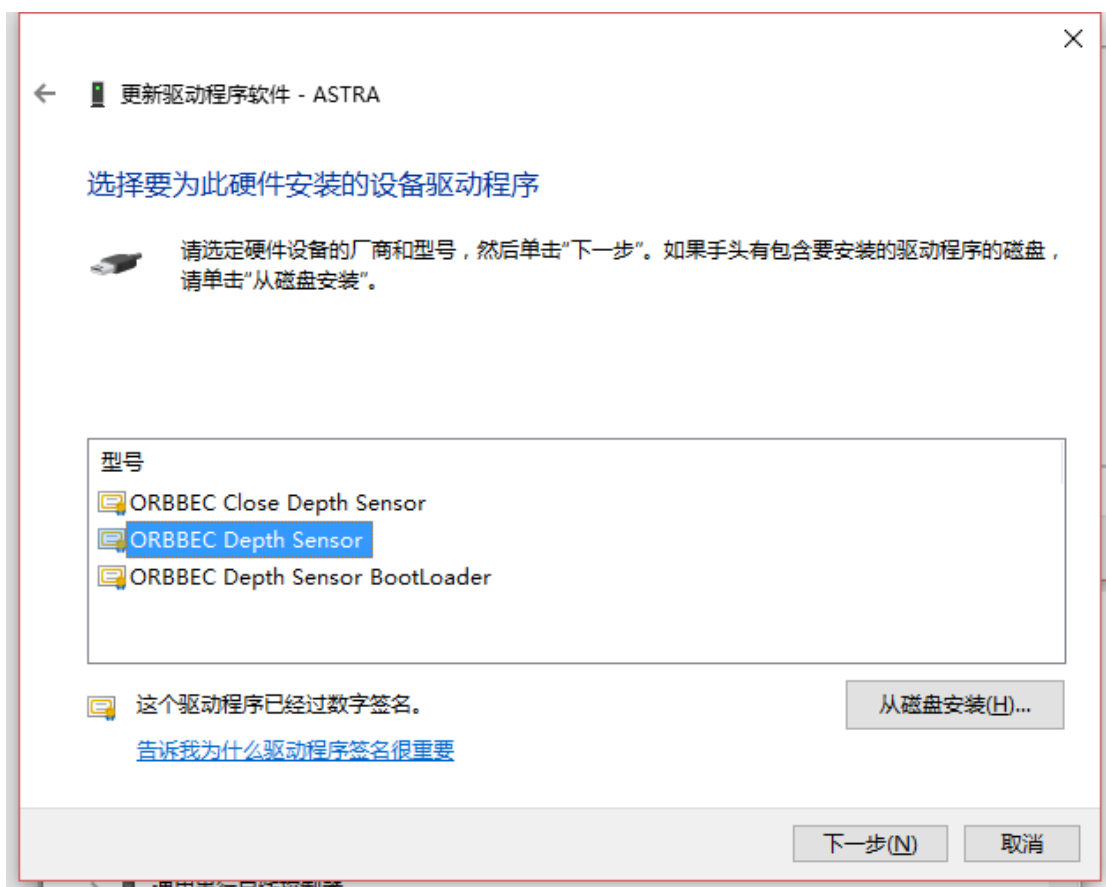 更新驱动程序软件 - ASTRA
选择要为此硬件安装的设备驱动程序
请选定硬件设备的厂商和型号，然后单击“下一步”。如果手头有包含要安装的驱动程序的磁盘，
请单击“从磁盘安装”。
型号
ORBBEC Close Depth Sensor
ORBBEC Depth Sensor
ORBBEC Depth Sensor BootLoader
这个驱动程序已经过数字签名。
从磁盘安装(H)...
告诉我为什么驱动程序签名很重要
下一步(N)
取消